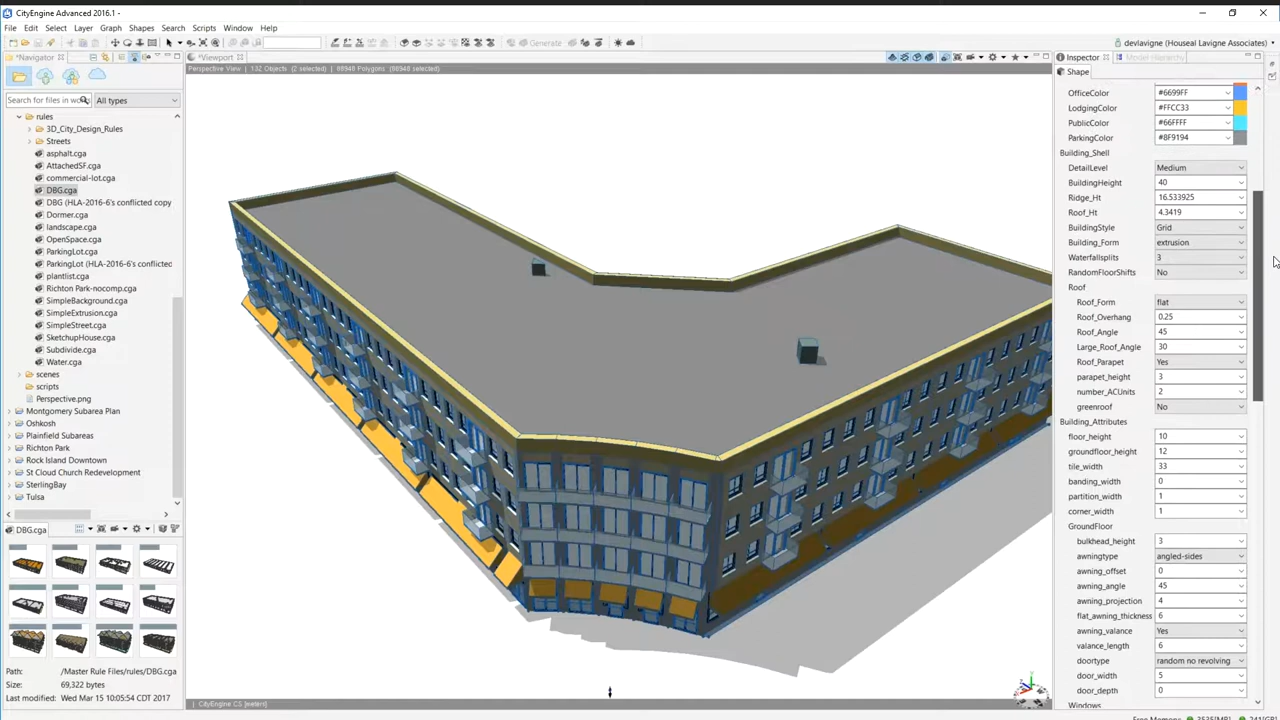 CityEngine Advanced 2016.1 -
File Edit Select Layer Graph Shapes Search Scripts Window Help
Generate
devlavigne (Houseal Lavigne Associates)
*Navigator
*Viewport
Inspector
Model Hierarchy
Perspective View | 132 Objects (2 selected) | 88948 Polygons (88948 selected)
Shape
Search for files in wo
All types
rules
3D_City_Design_Rules
Streets
asphalt.cga
AttachedSF.cga
commercial-lot.cga
DBG.cga
DBG (HLA-2016-6's conflicted copy
Dormer.cga
landscape.cga
OpenSpace.cga
ParkingLot.cga
ParkingLot (HLA-2016-6's conflicted
plantlist.cga
Richton Park-nocomp.cga
SimpleBackground.cga
SimpleExtrusion.cga
SimpleStreet.cga
SketchupHouse.cga
Subdivide.cga
Water.cga
scenes
scripts
Perspective.png
Montgomery Subarea Plan
Oshkosh
Plainfield Subareas
Richton Park
Rock Island Downtown
St Cloud Church Redevelopment
SterlingBay
Tulsa
DBG.cga
Path: /Master Rule Files/rules/DBG.cga
Size: 69,322 bytes
Last modified: Wed Mar 15 10:05:54 CDT 2017
CityEngine CS [meters]
OfficeColor #6699FF
LodgingColor #FFCC33
PublicColor #66FFFF
ParkingColor #8F9194
Building_Shell
DetailLevel Medium
BuildingHeight 40
Ridge_Ht 16.533925
Roof_Ht 4.3419
BuildingStyle Grid
Building_Form extrusion
Waterfallsplits 3
RandomFloorShifts No
Roof
Roof_Form flat
Roof_Overhang 0.25
Roof_Angle 45
Large_Roof_Angle 30
Roof_Parapet Yes
parapet_height 3
number_ACUnits 2
greenroof No
Building_Attributes
floor_height 10
groundfloor_height 12
tile_width 33
banding_width 0
partition_width 1
corner_width 1
GroundFloor
bulkhead_height 3
awningtype angled-sides
awning_offset 0
awning_angle 45
awning_projection 4
flat_awning_thickness 6
awning_valance Yes
valance_length 6
doortype random no revolving
door_width 5
door_depth 0
Windows